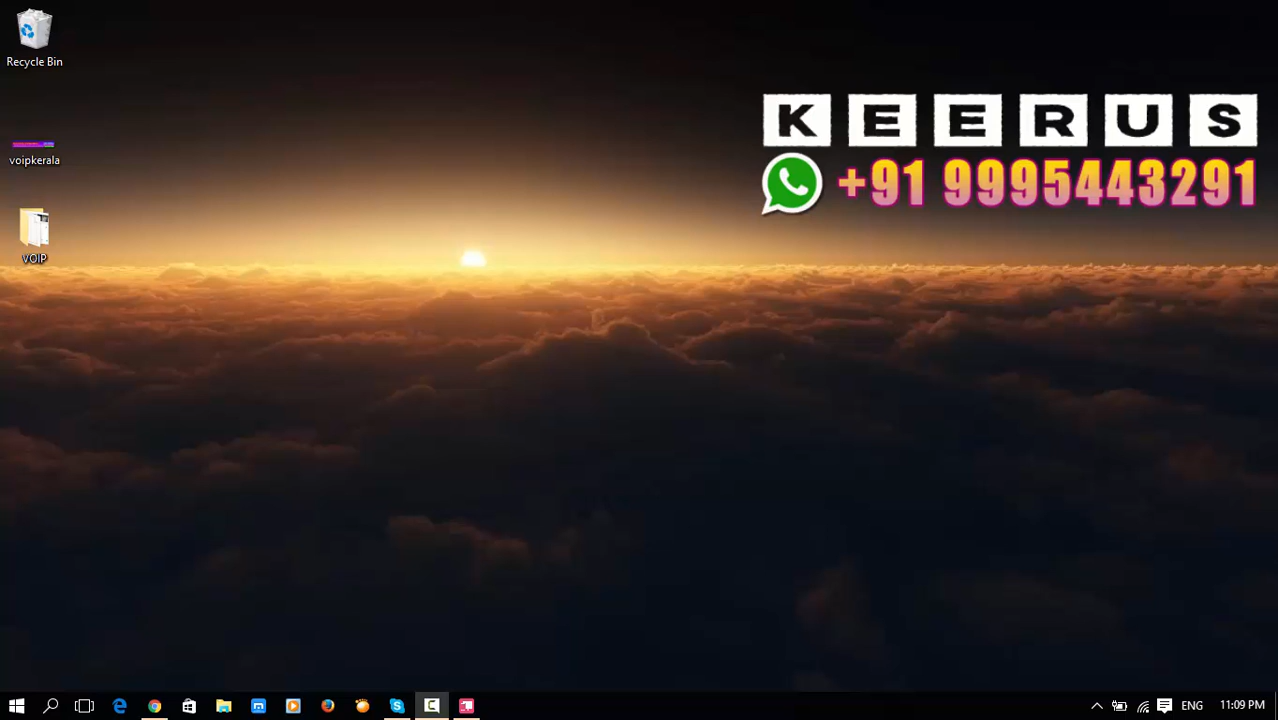 Recycle Bin
voipkerala
VOIP
KEERUS
+91 9995443291
ENG
11:09 PM